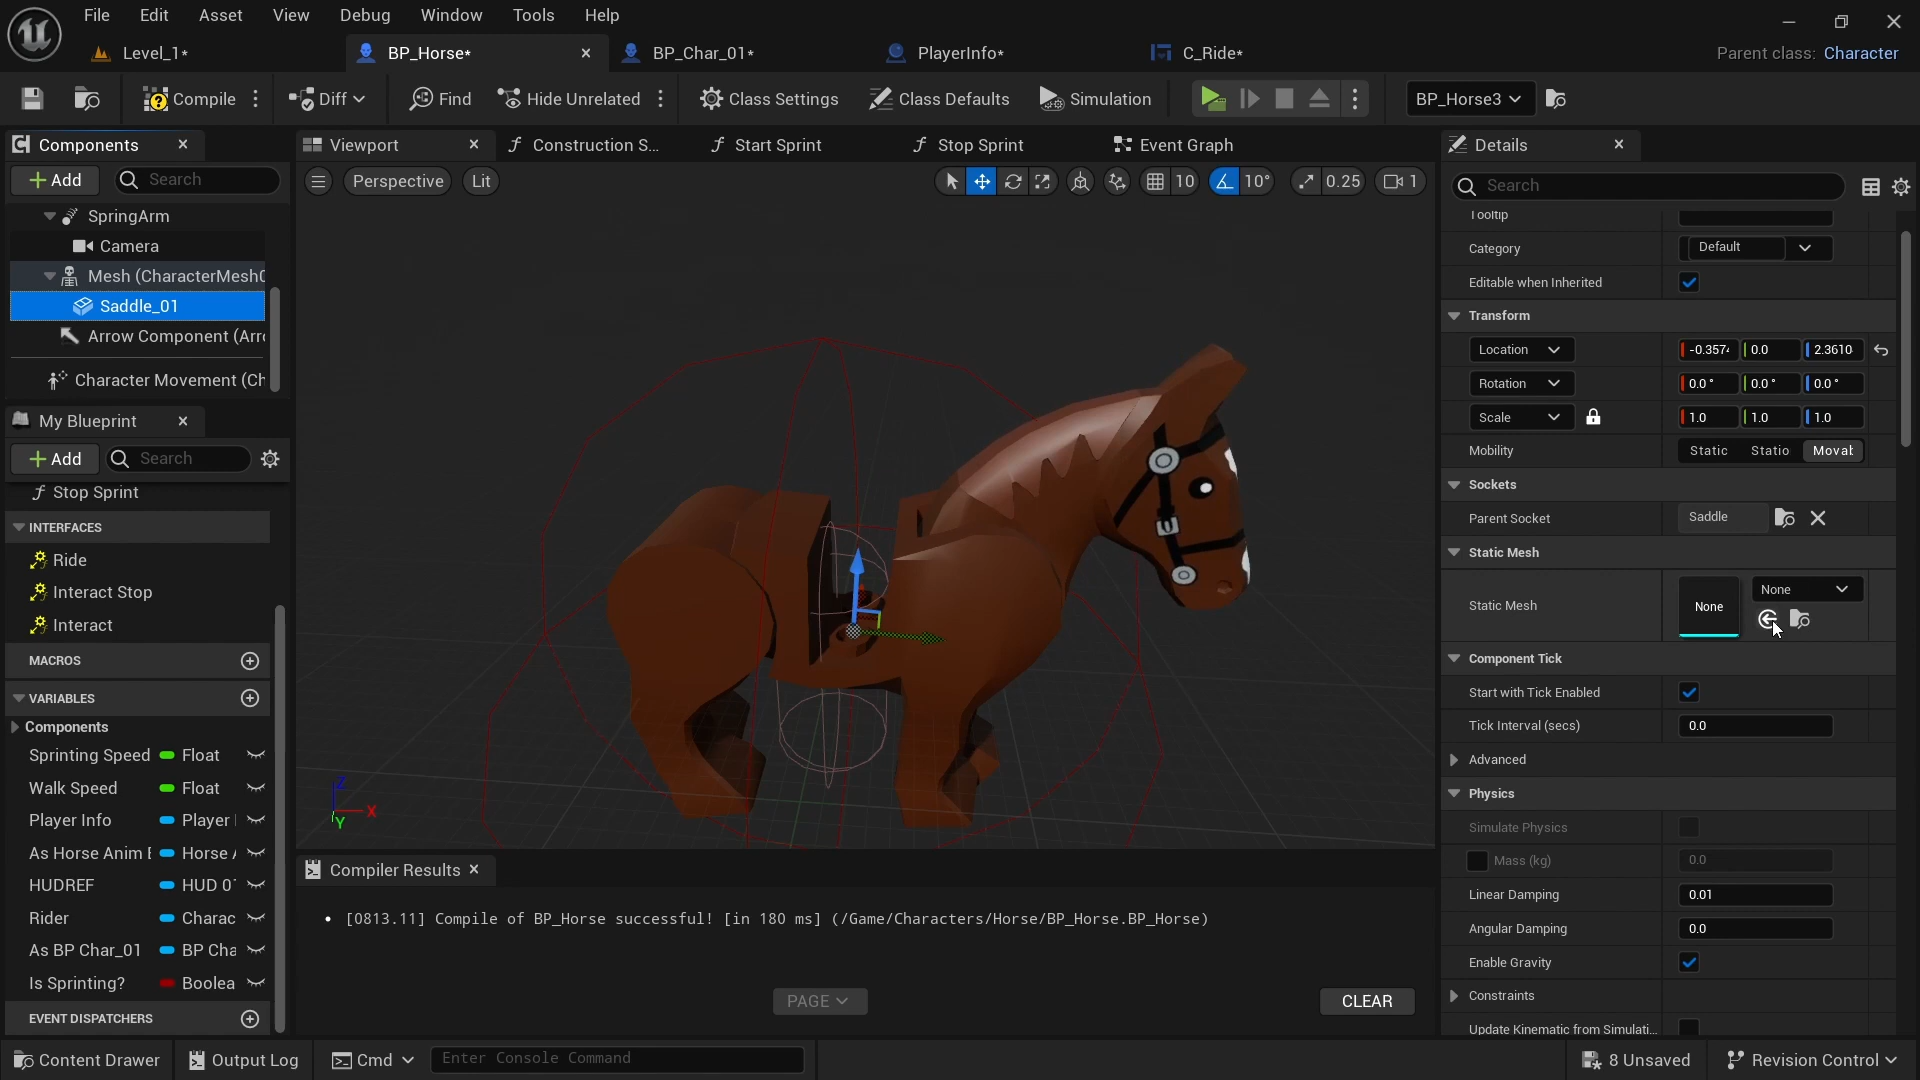 File Edit Asset View Debug Window Tools Help
Level_1* BP_Horse* BP_Char_01* PlayerInfo* C_Ride*
Parent class: Character
Compile Diff Find Hide Unrelated Class Settings Class Defaults Simulation BP_Horse3
Components
Add Search
SpringArm
Camera
Mesh (CharacterMesh0
Saddle_01
Arrow Component (Arro
Character Movement (Ch
My Blueprint
Add Search
Stop Sprint
INTERFACES
Ride
Interact Stop
Interact
MACROS
VARIABLES
Components
Sprinting Speed Float
Walk Speed Float
Player Info Player
As Horse Anim Horse
HUDREF HUD
Rider Charac
As BP Char_01 BP Cha
Is Sprinting? Boolea
EVENT DISPATCHERS
Viewport Construction S... Start Sprint Stop Sprint Event Graph
Perspective Lit 10 10° 0.25 1
Z
X
Y
Compiler Results
[0813.11] Compile of BP_Horse successful! [in 180 ms] (/Game/Characters/Horse/BP_Horse.BP_Horse)
PAGE CLEAR
Details
Search
Tooltip
Category Default
Editable when Inherited
Transform
Location -0.357 0.0 2.3610
Rotation 0.0° 0.0° 0.0°
Scale 1.0 1.0 1.0
Mobility Static Statio Moval
Sockets
Parent Socket Saddle
Static Mesh
Static Mesh None None
Component Tick
Start with Tick Enabled
Tick Interval (secs) 0.0
Advanced
Physics
Simulate Physics
Mass (kg) 0.0
Linear Damping 0.01
Angular Damping 0.0
Enable Gravity
Constraints
Update Kinematic from Simulati...
Content Drawer Output Log Cmd Enter Console Command 8 Unsaved Revision Control